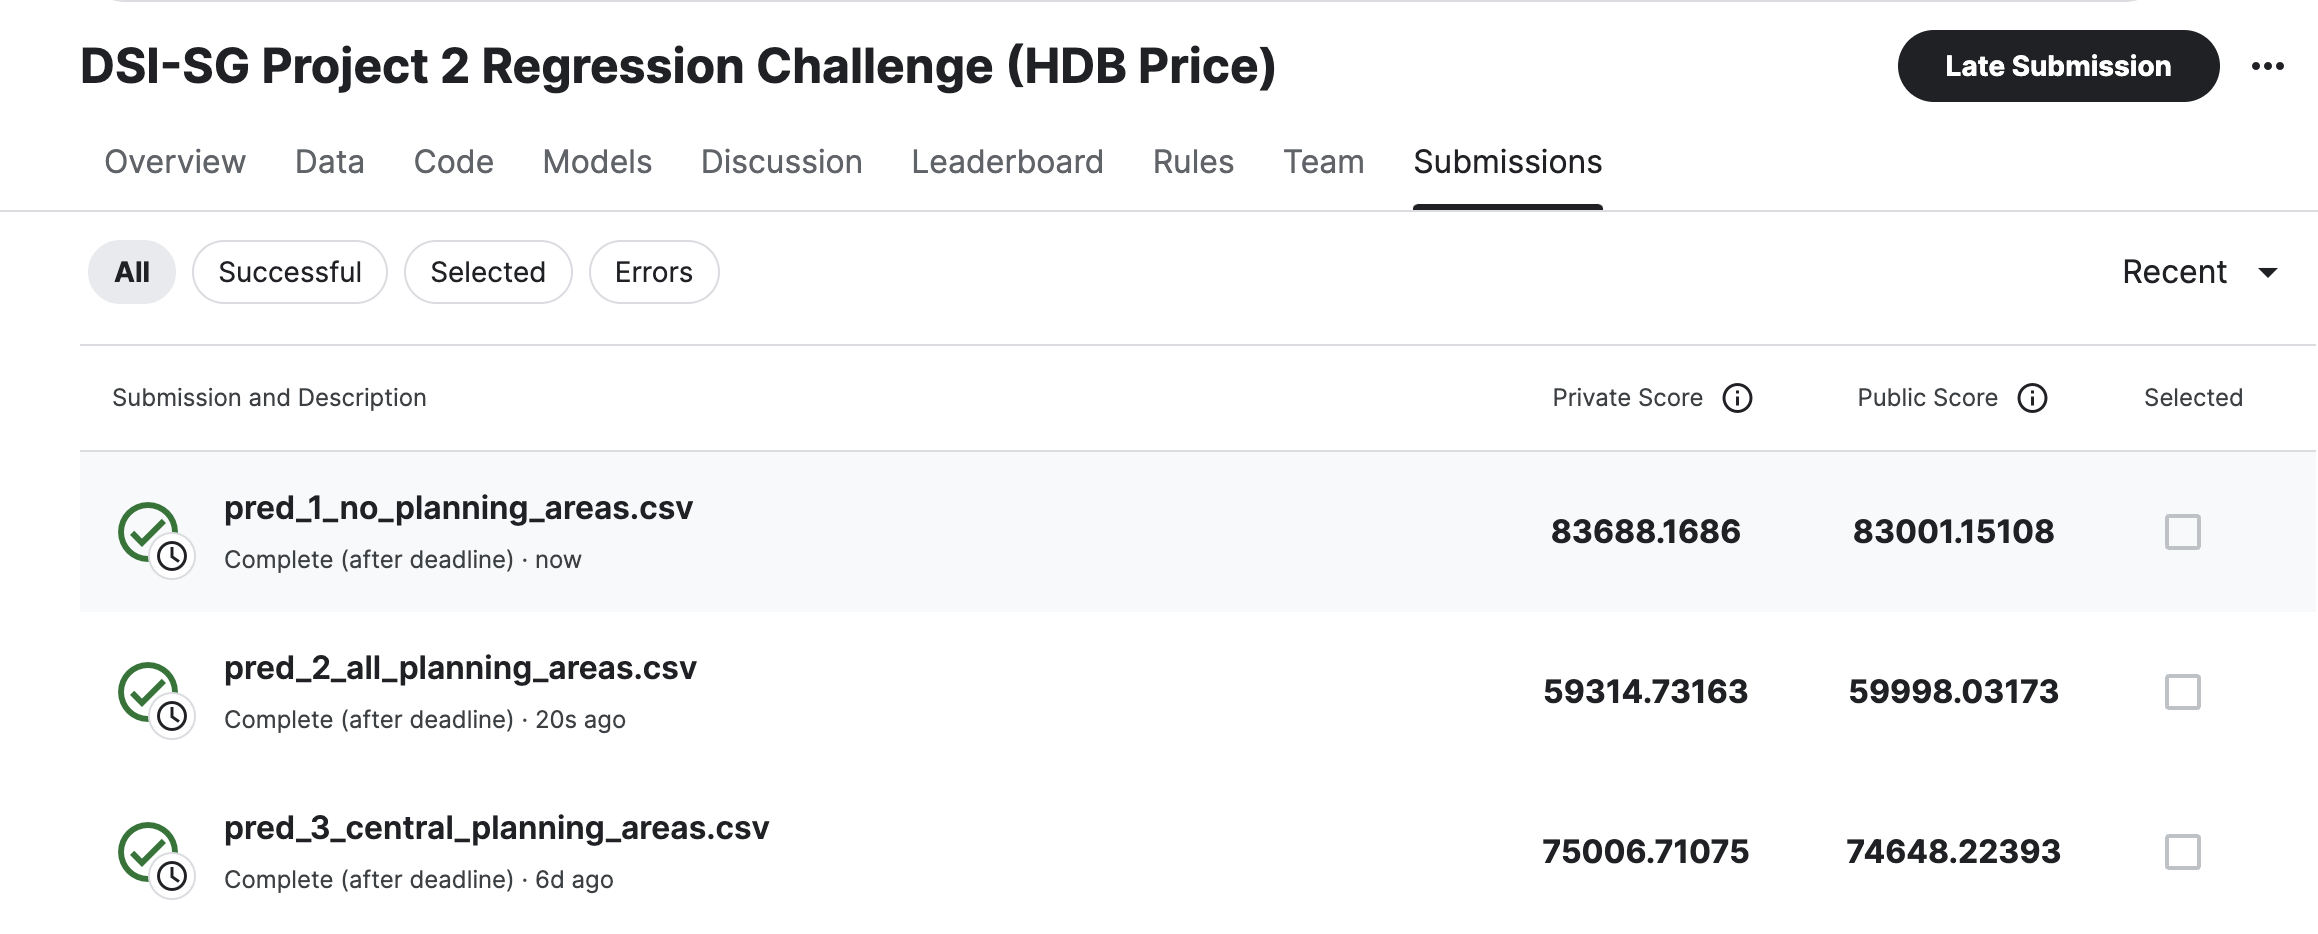 DSI-SG Project 2 Regression Challenge (HDB Price)
Late Submission
Overview Data Code Models Discussion Leaderboard Rules Team Submissions
All Successful Selected Errors
Recent
Submission and Description Private Score Public Score Selected
pred_1_no_planning_areas.csv
Complete (after deadline) · now
83688.1686 83001.15108
pred_2_all_planning_areas.csv
Complete (after deadline) · 20s ago
59314.73163 59998.03173
pred_3_central_planning_areas.csv
Complete (after deadline) · 6d ago
75006.71075 74648.22393